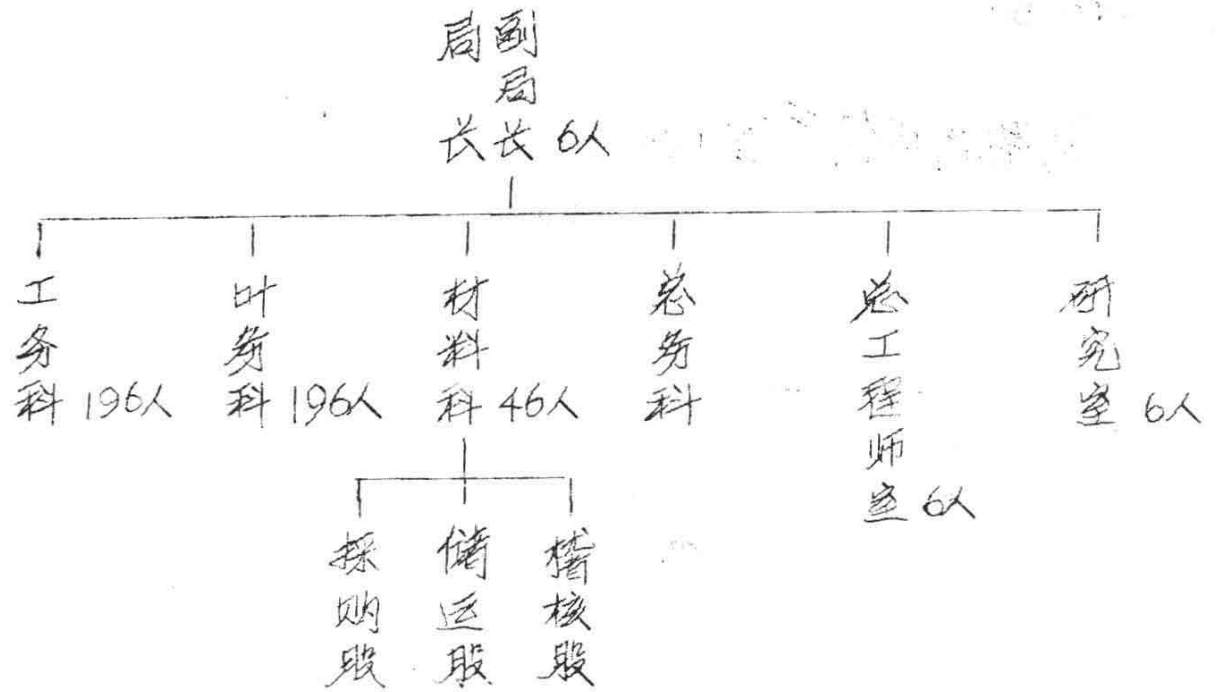 局长 副局长 6人
工务科 196人
叶务科 196人
材料科 46人
总务科
总工程师室 6人
研究室 6人
採购股
储运股
稽核股